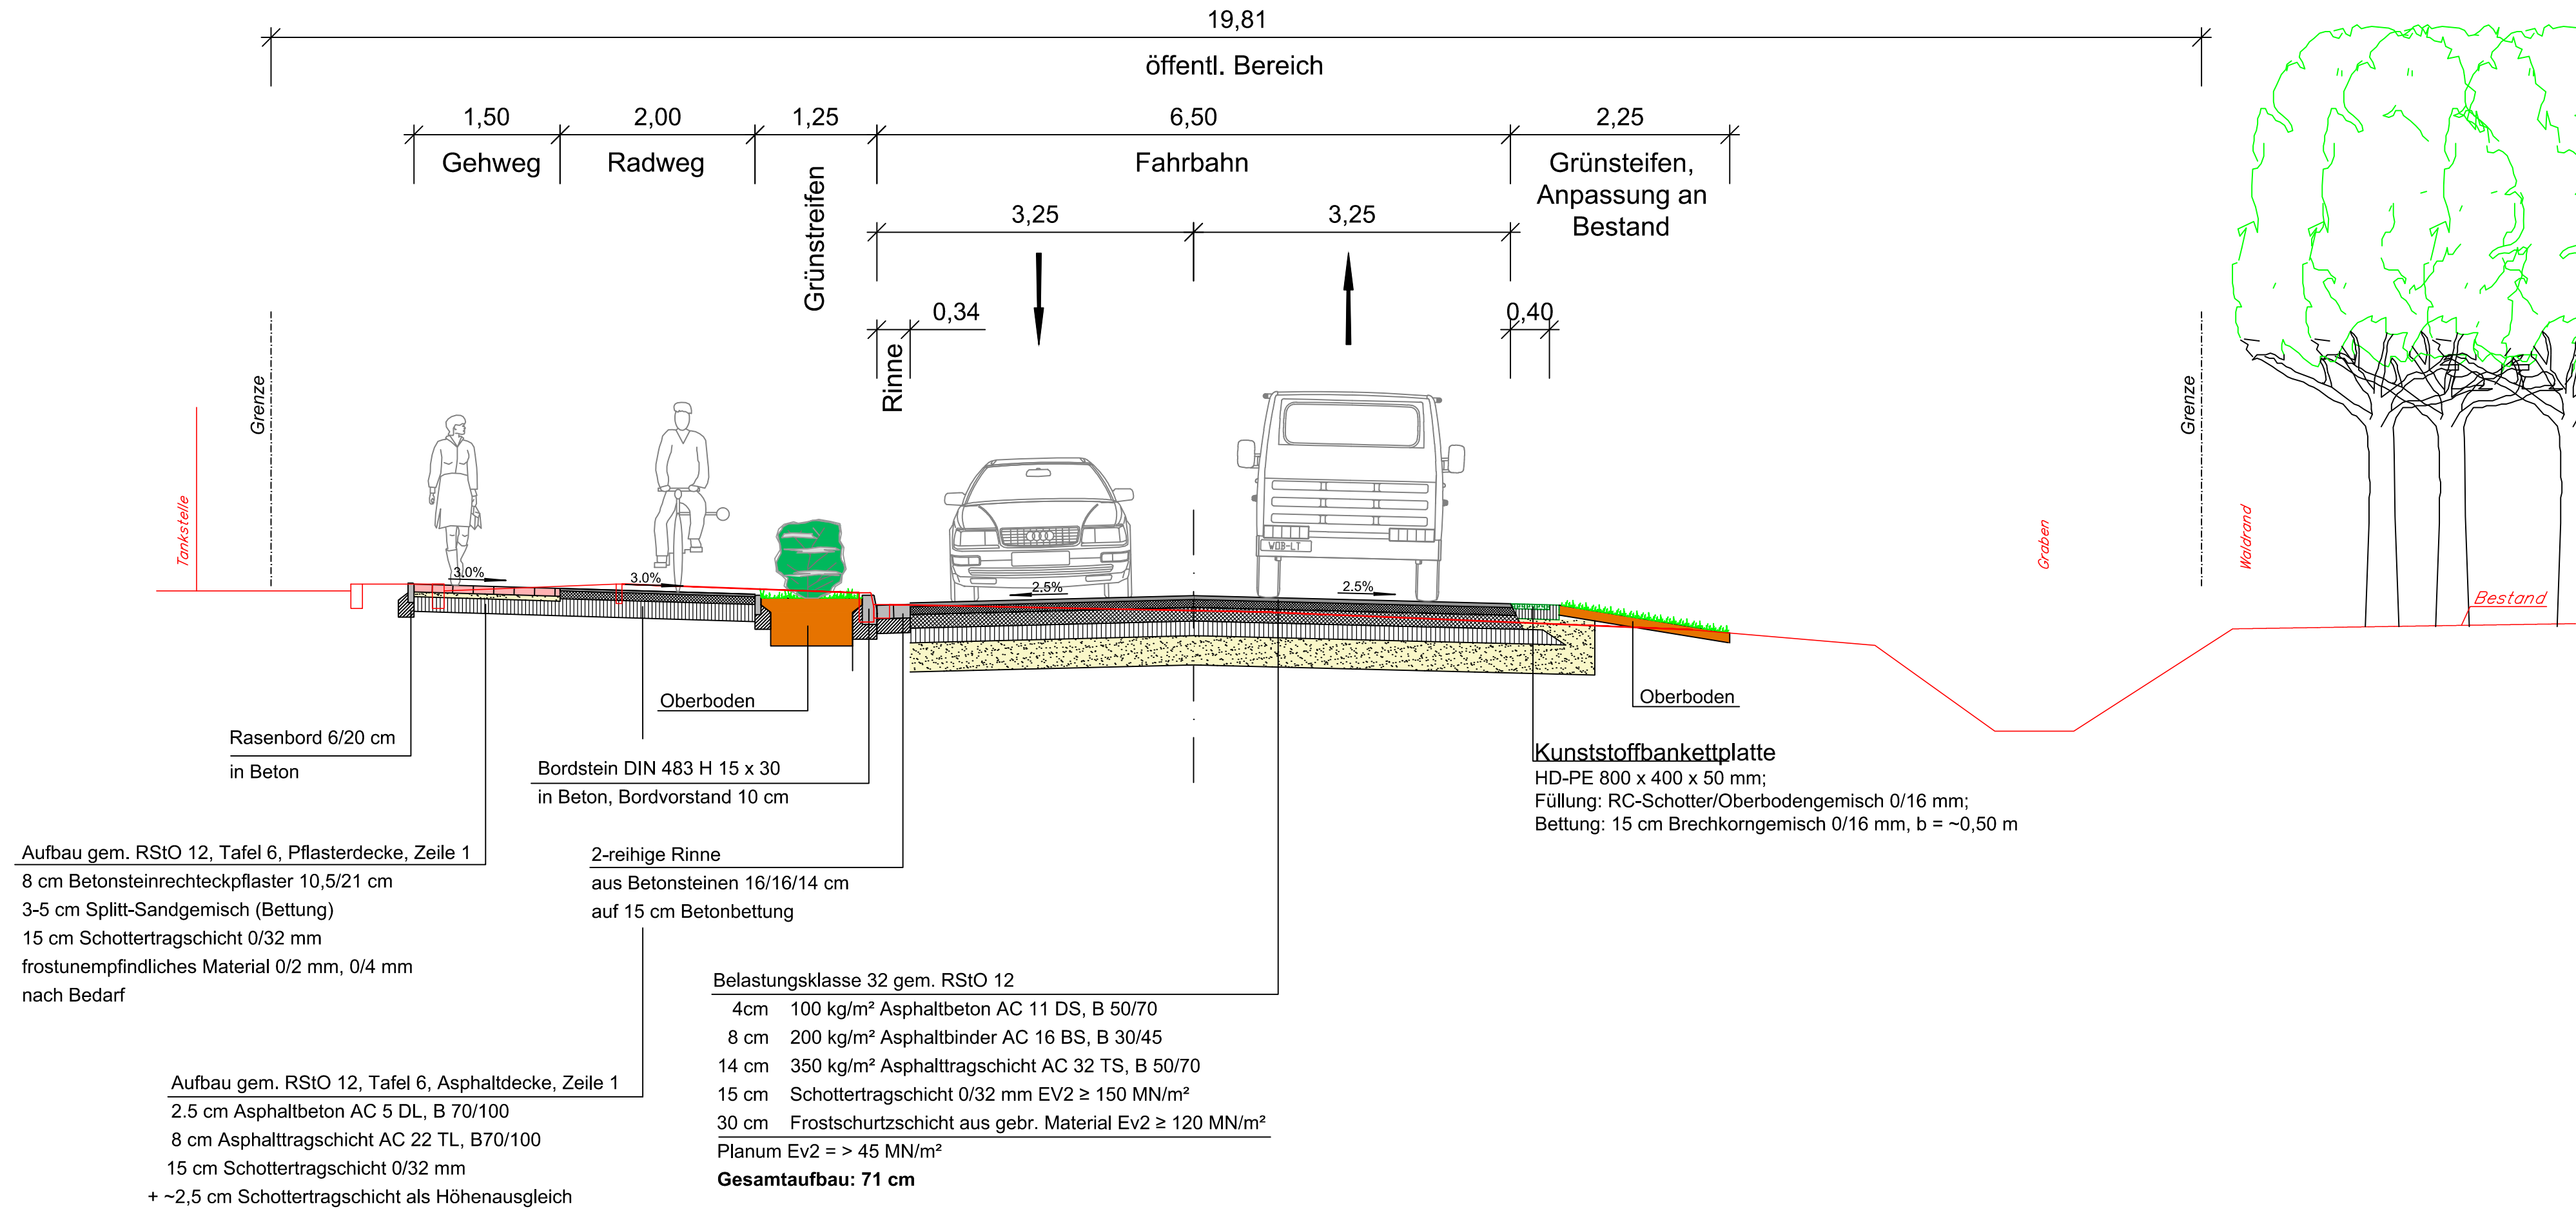 19,81
öffentl. Bereich
1,50
2,00
1,25
6,50
2,25
Gehweg
Radweg
Grünstreifen
Fahrbahn
Grünsteifen,
Anpassung an
Bestand
3,25
3,25
0,34
0,40
Rinne
Grenze
Grenze
Tankstelle
Graben
Waldrand
WOB-LT
3.0%
3.0%
2.5%
2.5%
Bestand
Oberboden
Oberboden
Rasenbord 6/20 cm
in Beton
Bordstein DIN 483 H 15 x 30
in Beton, Bordvorstand 10 cm
Kunststoffbankettplatte
HD-PE 800 x 400 x 50 mm;
Füllung: RC-Schotter/Oberbodengemisch 0/16 mm;
Bettung: 15 cm Brechkorngemisch 0/16 mm, b = ~0,50 m
Aufbau gem. RStO 12, Tafel 6, Pflasterdecke, Zeile 1
8 cm Betonsteinrechteckpflaster 10,5/21 cm
3-5 cm Splitt-Sandgemisch (Bettung)
15 cm Schottertragschicht 0/32 mm
frostunempfindliches Material 0/2 mm, 0/4 mm
nach Bedarf
2-reihige Rinne
aus Betonsteinen 16/16/14 cm
auf 15 cm Betonbettung
Belastungsklasse 32 gem. RStO 12
4cm 100 kg/m² Asphaltbeton AC 11 DS, B 50/70
8 cm 200 kg/m² Asphaltbinder AC 16 BS, B 30/45
14 cm 350 kg/m² Asphalttragschicht AC 32 TS, B 50/70
15 cm Schottertragschicht 0/32 mm EV2 ≥ 150 MN/m²
30 cm Frostschurtzschicht aus gebr. Material Ev2 ≥ 120 MN/m²
Planum Ev2 = > 45 MN/m²
Gesamtaufbau: 71 cm
Aufbau gem. RStO 12, Tafel 6, Asphaltdecke, Zeile 1
2.5 cm Asphaltbeton AC 5 DL, B 70/100
8 cm Asphalttragschicht AC 22 TL, B70/100
15 cm Schottertragschicht 0/32 mm
+ ~2,5 cm Schottertragschicht als Höhenausgleich